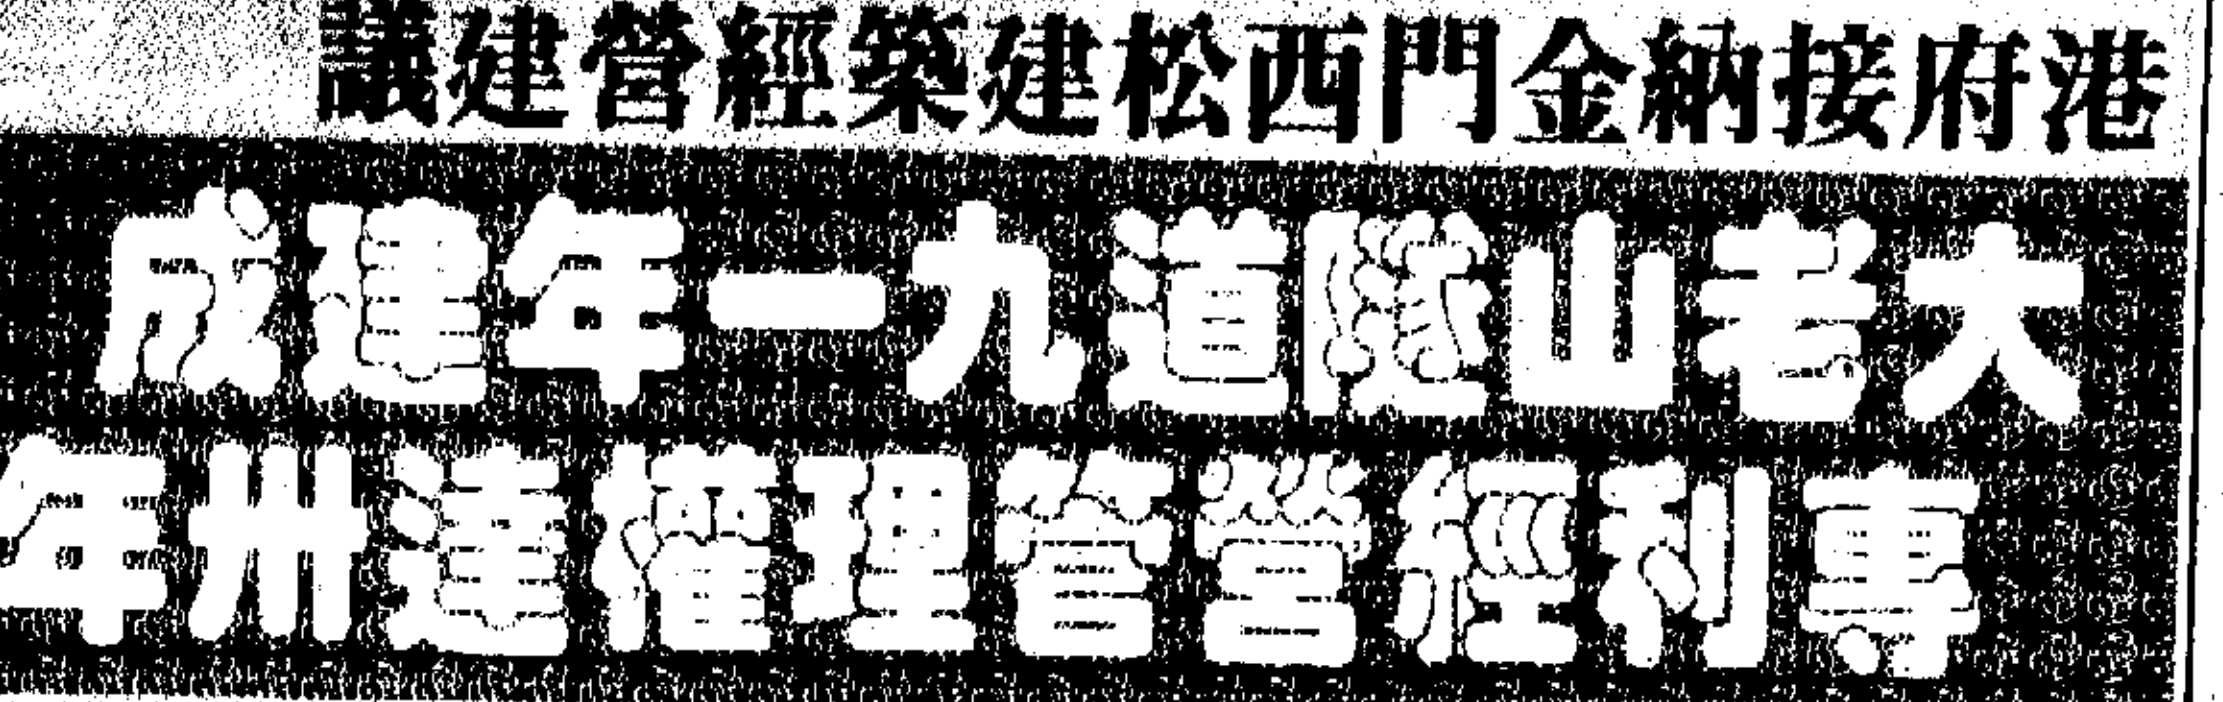 港府接納金門西松建築經營建議
大老山隧道九一年建成
專利經營管理權達卅年